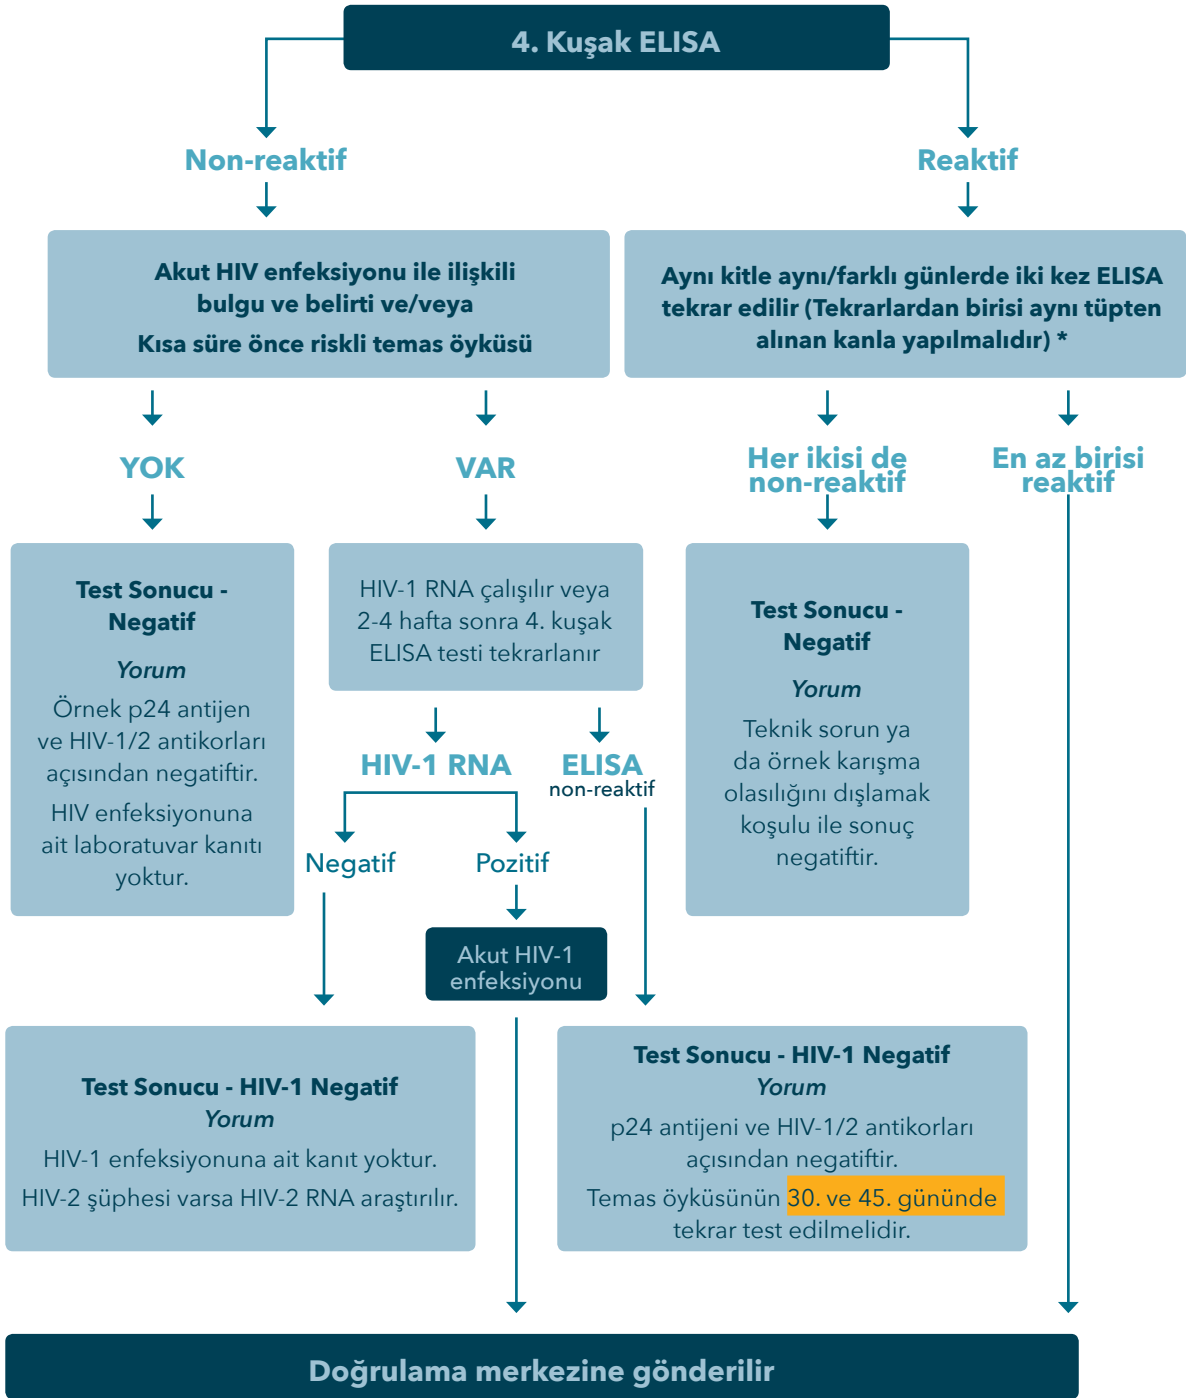 4. Kuşak ELISA
Non-reaktif
Reaktif
Akut HIV enfeksiyonu ile ilişkili
bulgu ve belirti ve/veya
Kısa süre önce riskli temas öyküsü
Aynı kitle aynı/farklı günlerde iki kez ELISA
tekrar edilir (Tekrarlardan birisi aynı tüpten
alınan kanla yapılmalıdır) *
YOK
VAR
Her ikisi de
non-reaktif
En az birisi
reaktif
Test Sonucu -
Negatif
Yorum
Örnek p24 antijen
ve HIV-1/2 antikorları
açısından negatiftir.
HIV enfeksiyonuna
ait laboratuvar kanıtı
yoktur.
HIV-1 RNA çalışılır veya
2-4 hafta sonra 4. kuşak
ELISA testi tekrarlanır
Test Sonucu -
Negatif
Yorum
Teknik sorun ya
da örnek karışma
olasılığını dışlamak
koşulu ile sonuç
negatiftir.
HIV-1 RNA
ELISA
non-reaktif
Negatif
Pozitif
Akut HIV-1
enfeksiyonu
Test Sonucu - HIV-1 Negatif
Yorum
HIV-1 enfeksiyonuna ait kanıt yoktur.
HIV-2 şüphesi varsa HIV-2 RNA araştırılır.
Test Sonucu - HIV-1 Negatif
Yorum
p24 antijeni ve HIV-1/2 antikorları
açısından negatiftir.
Temas öyküsünün 30. ve 45. gününde
tekrar test edilmelidir.
Doğrulama merkezine gönderilir